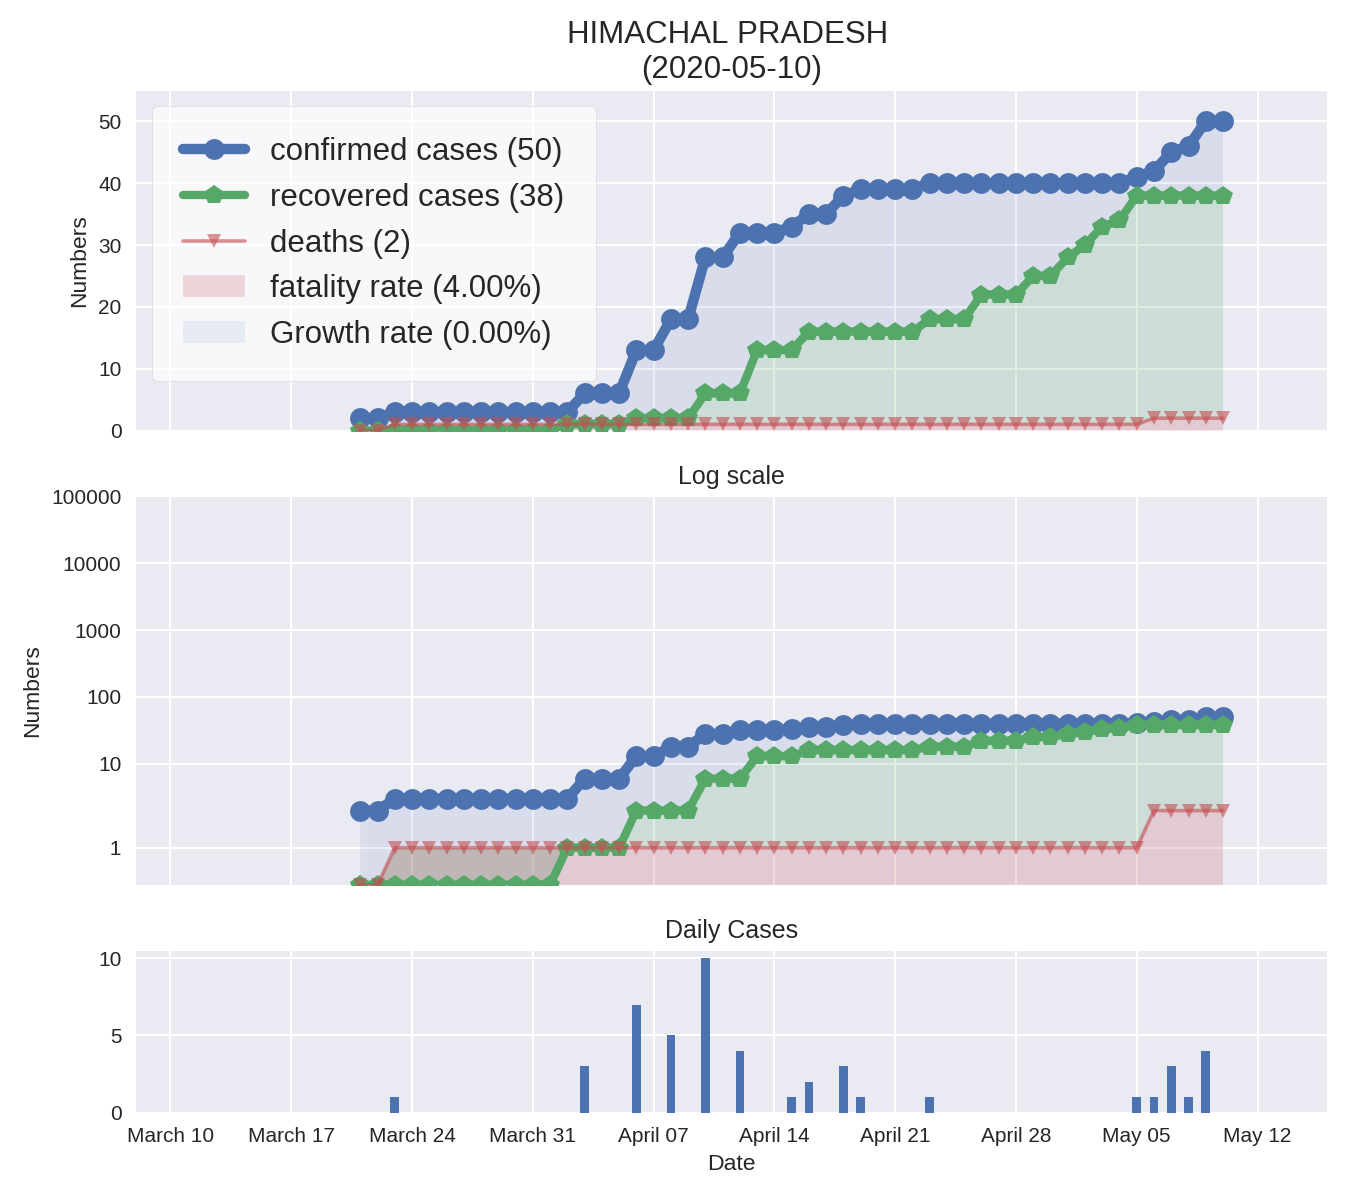 HIMACHAL PRADESH
(2020-05-10)
50
40
30
20
10
0
Numbers
confirmed cases (50)
recovered cases (38)
deaths (2)
fatality rate (4.00%)
Growth rate (0.00%)
Log scale
100000
10000
1000
100
10
1
Numbers
Daily Cases
10
5
0
March 10 March 17 March 24 March 31 April 07 April 14 April 21 April 28 May 05 May 12
Date